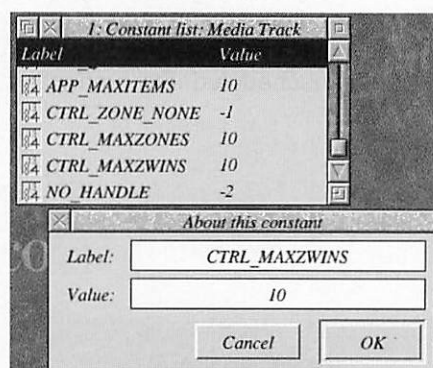 1: Constant list: Media Track
Label Value
APP_MAXITEMS 10
CTRL_ZONE_NONE -1
CTRL_MAXZONES 10
CTRL_MAXZWINS 10
NO_HANDLE -2
About this constant
Label: CTRL_MAXZWINS
Value: 10
Cancel OK